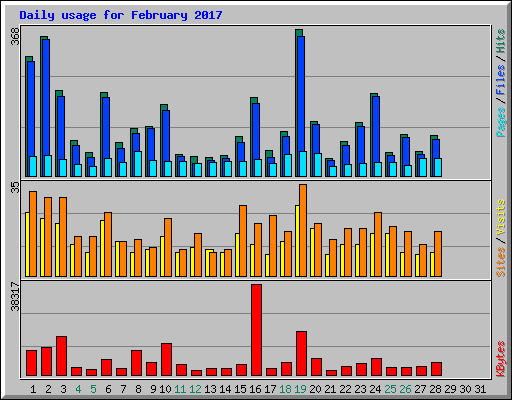 Daily usage for February 2017
368
Pages / Files / Hits
35
Sites / Visits
38317
KBytes
1 2 3 4 5 6 7 8 9 10 11 12 13 14 15 16 17 18 19 20 21 22 23 24 25 26 27 28 29 30 31